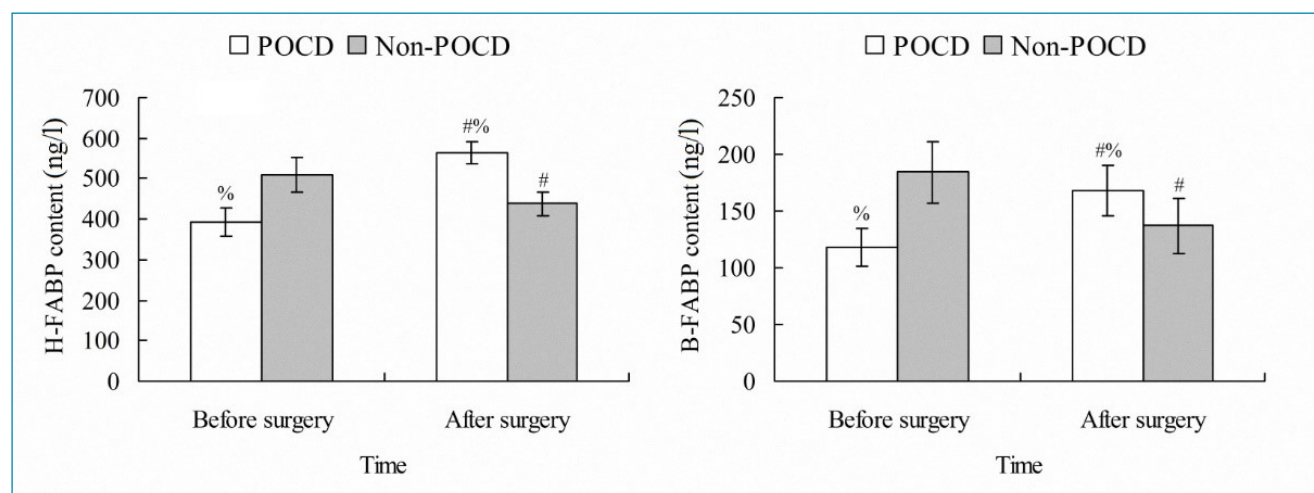 POCD Non-POCD
H-FABP content (ng/l)
700
600
500
400
300
200
100
0
%
#%
#
Before surgery After surgery
Time
POCD Non-POCD
B-FABP content (ng/l)
250
200
150
100
50
0
%
#%
#
Before surgery After surgery
Time